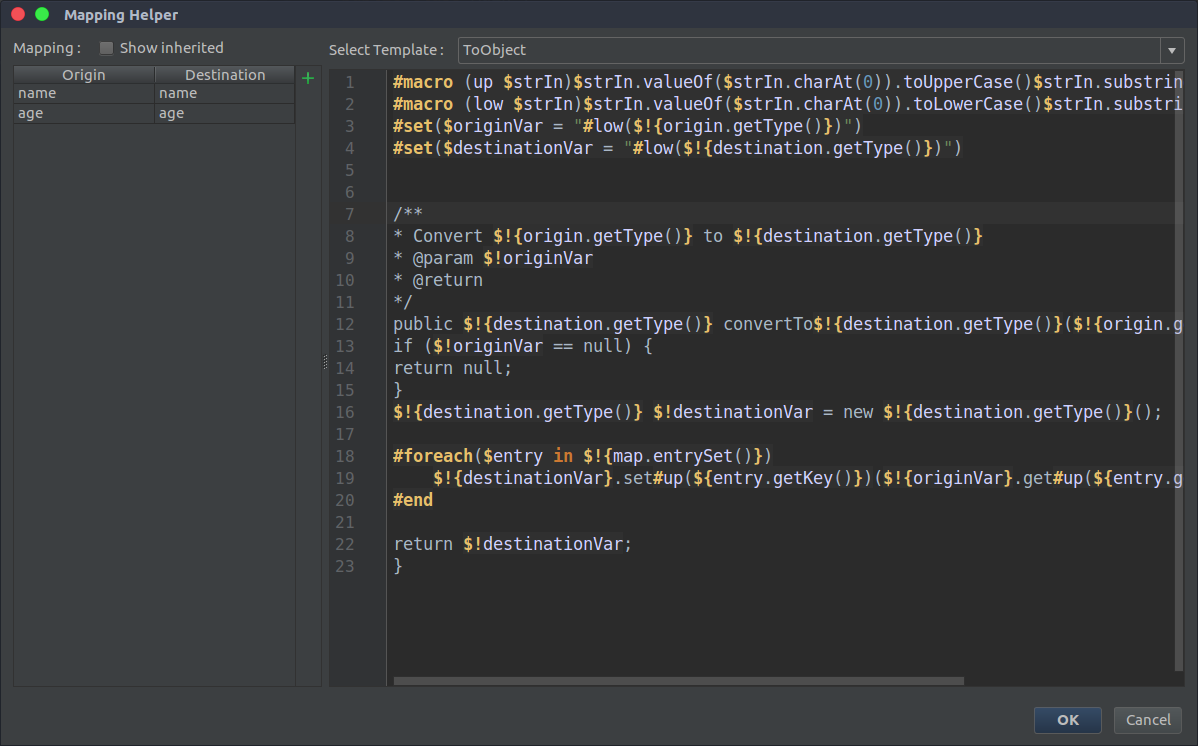 Mapping Helper
Mapping :
Show inherited
Select Template :
ToObject
Origin Destination
name name
age age
+
1 #macro (up $strIn)$strIn.valueOf($strIn.charAt(0)).toUpperCase()$strIn.substrin
2 #macro (low $strIn)$strIn.valueOf($strIn.charAt(0)).toLowerCase()$strIn.substri
3 #set($originVar = "#low($!{origin.getType()})")
4 #set($destinationVar = "#low($!{destination.getType()})")
5
6
7 /**
8 * Convert $!{origin.getType()} to $!{destination.getType()}
9 * @param $!originVar
10 * @return
11 */
12 public $!{destination.getType()} convertTo$!{destination.getType()}($!{origin.g
13 if ($!originVar == null) {
14 return null;
15 }
16 $!{destination.getType()} $!destinationVar = new $!{destination.getType()}();
17
18 #foreach($entry in $!{map.entrySet()})
19     $!{destinationVar}.set#up(${entry.getKey()})($!{originVar}.get#up(${entry.g
20 #end
21
22 return $!destinationVar;
23 }
OK
Cancel